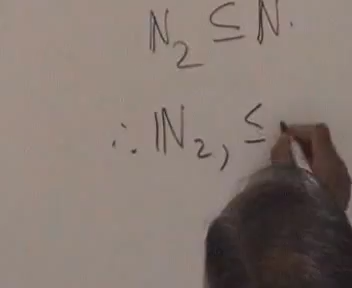 N₂ ⊆ N.
∴ ℕ₂, ≤